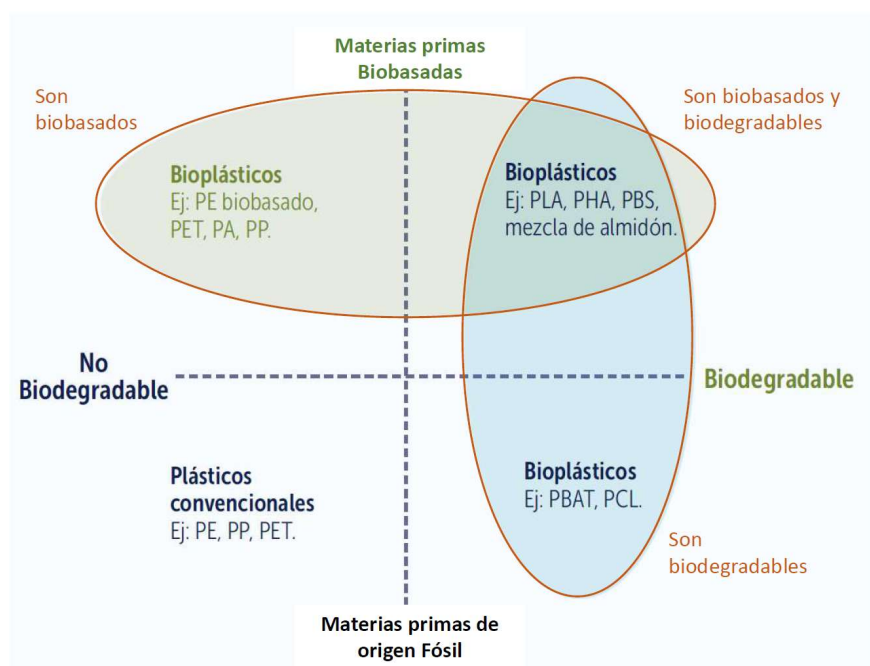 Materias primas
Biobasadas
Son
biobasados
Son biobasados y
biodegradables
Bioplásticos
Ej: PE biobasado,
PET, PA, PP.
Bioplásticos
Ej: PLA, PHA, PBS,
mezcla de almidón.
No
Biodegradable
Biodegradable
Plásticos
convencionales
Ej: PE, PP, PET.
Bioplásticos
Ej: PBAT, PCL.
Son
biodegradables
Materias primas de
origen Fósil